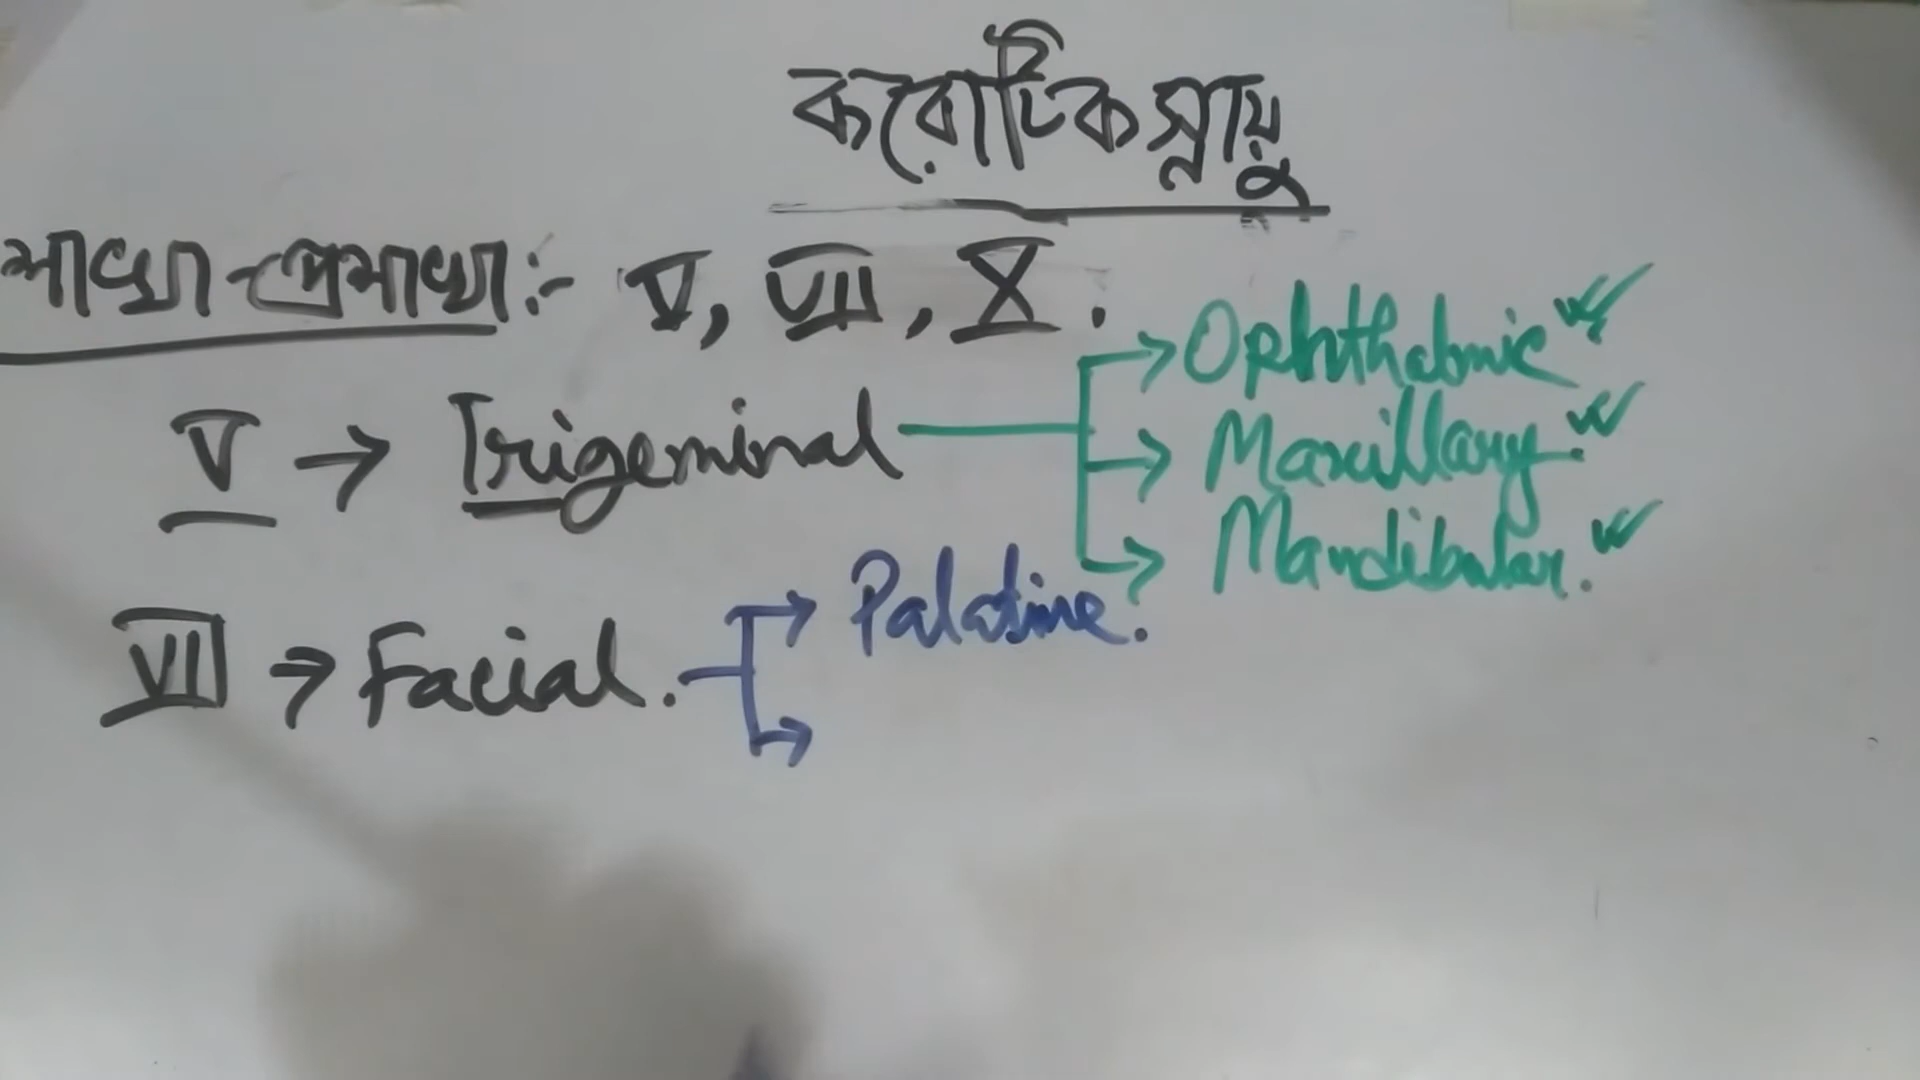 করোটিক স্নায়ু
শাখা-প্রশাখা:- V, VII, X.
V → Trigeminal → Ophthalmic
→ Maxillary.
→ Mandibular.
VII → Facial. → Palatine.
→